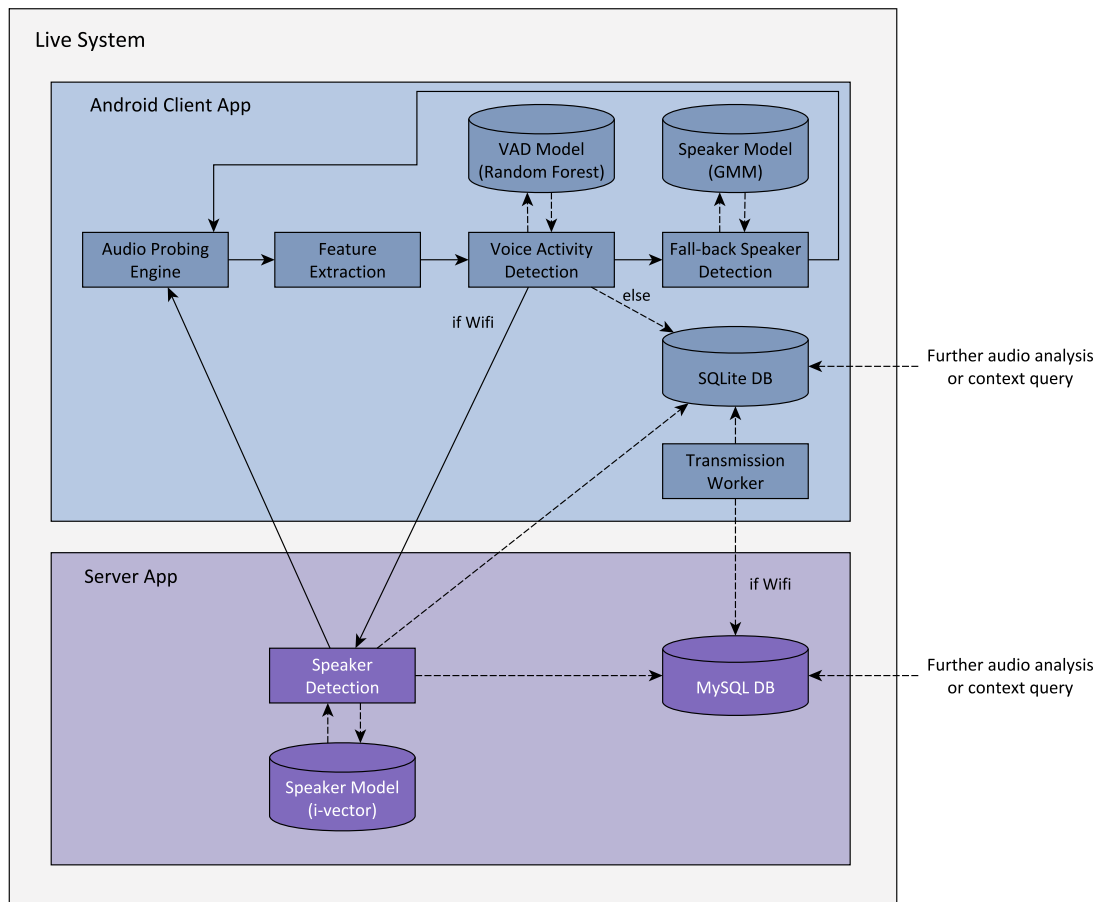 Live System
Android Client App
VAD Model
(Random Forest)
Speaker Model
(GMM)
Audio Probing
Engine
Feature
Extraction
Voice Activity
Detection
Fall-back Speaker
Detection
else
if Wifi
SQLite DB
Further audio analysis
or context query
Transmission
Worker
Server App
if Wifi
Speaker
Detection
MySQL DB
Further audio analysis
or context query
Speaker Model
(i-vector)